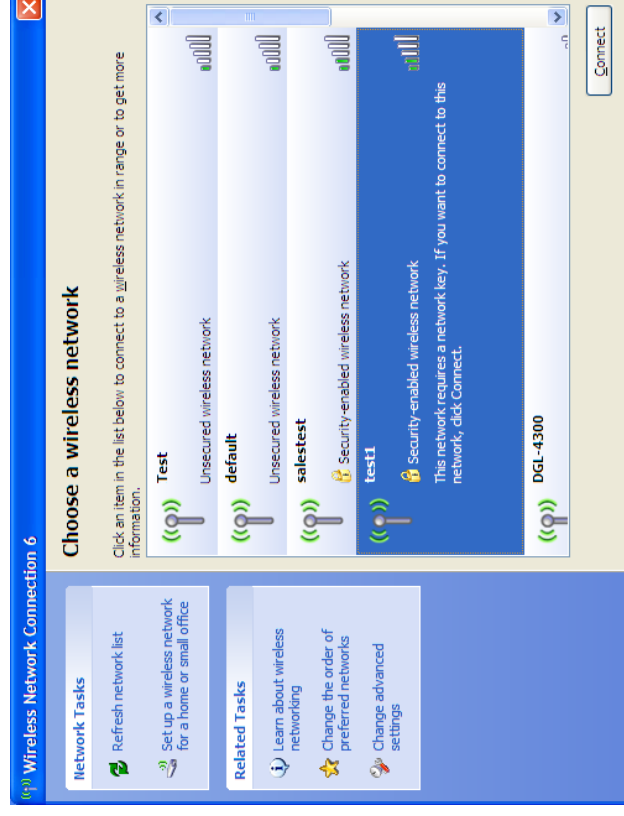 Wireless Network Connection 6
Network Tasks
Refresh network list
Set up a wireless network
for a home or small office
Related Tasks
Learn about wireless
networking
Change the order of
preferred networks
Change advanced
settings
Choose a wireless network
Click an item in the list below to connect to a wireless network in range or to get more
information.
Test
Unsecured wireless network
default
Unsecured wireless network
salestest
Security-enabled wireless network
test1
Security-enabled wireless network
This network requires a network key. If you want to connect to this
network, click Connect.
DGL-4300
Connect